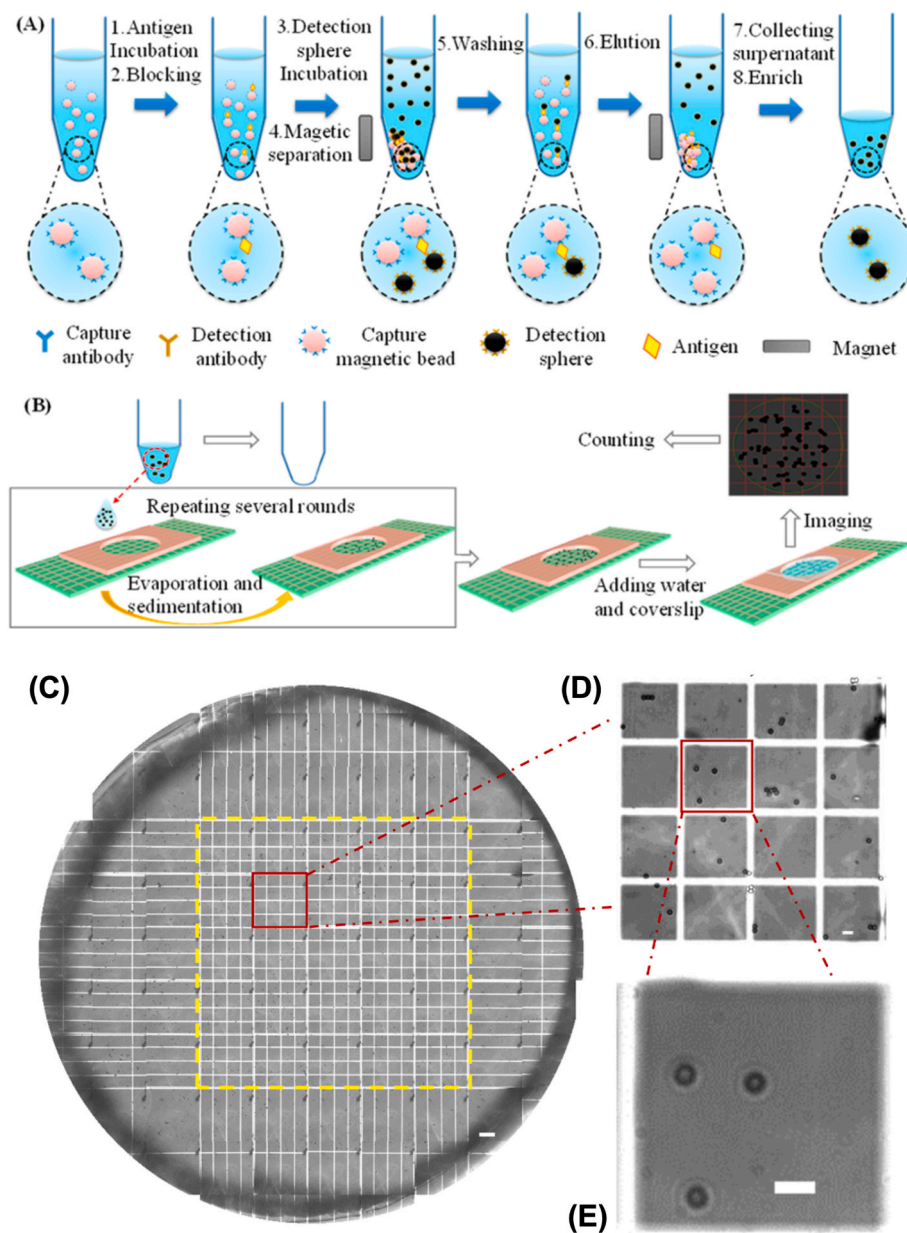 (A)
1.Antigen
Incubation
2.Blocking
3.Detection
sphere
Incubation
4.Magetic
separation
5.Washing
6.Elution
7.Collecting
surpernatant
8.Enrich
Capture
antibody
Detection
antibody
Capture
magnetic bead
Detection
sphere
Antigen
Magnet
(B)
Repeating several rounds
Evaporation and
sedimentation
Adding water
and coverslip
Imaging
Counting
(C)
(D)
(E)